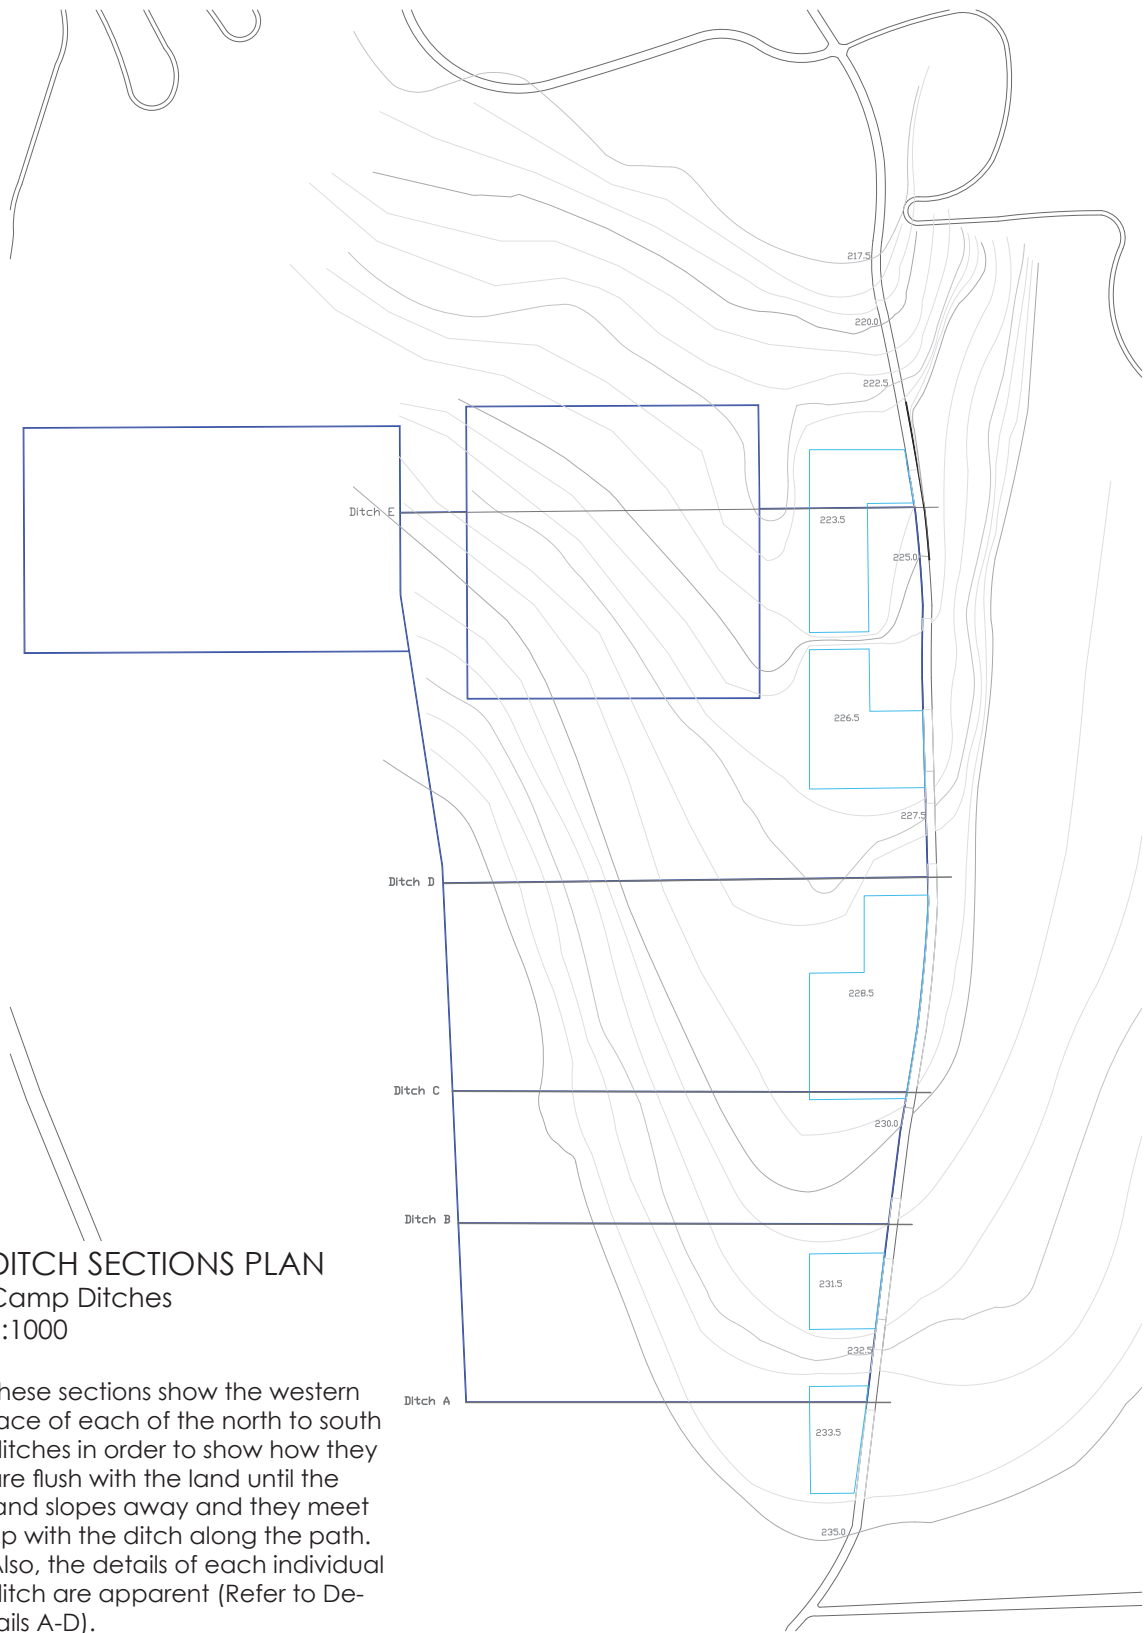 217.5
220.0
222.5
Ditch E
223.5
225.0
226.5
227.5
Ditch D
228.5
Ditch C
230.0
Ditch B
DITCH SECTIONS PLAN
Camp Ditches
:1000
231.5
232.5
hese sections show the western
ace of each of the north to south
litches in order to show how they
are flush with the land until the
and slopes away and they meet
p with the ditch along the path.
Also, the details of each individual
litch are apparent (Refer to De-
ails A-D).
Ditch A
233.5
235.0